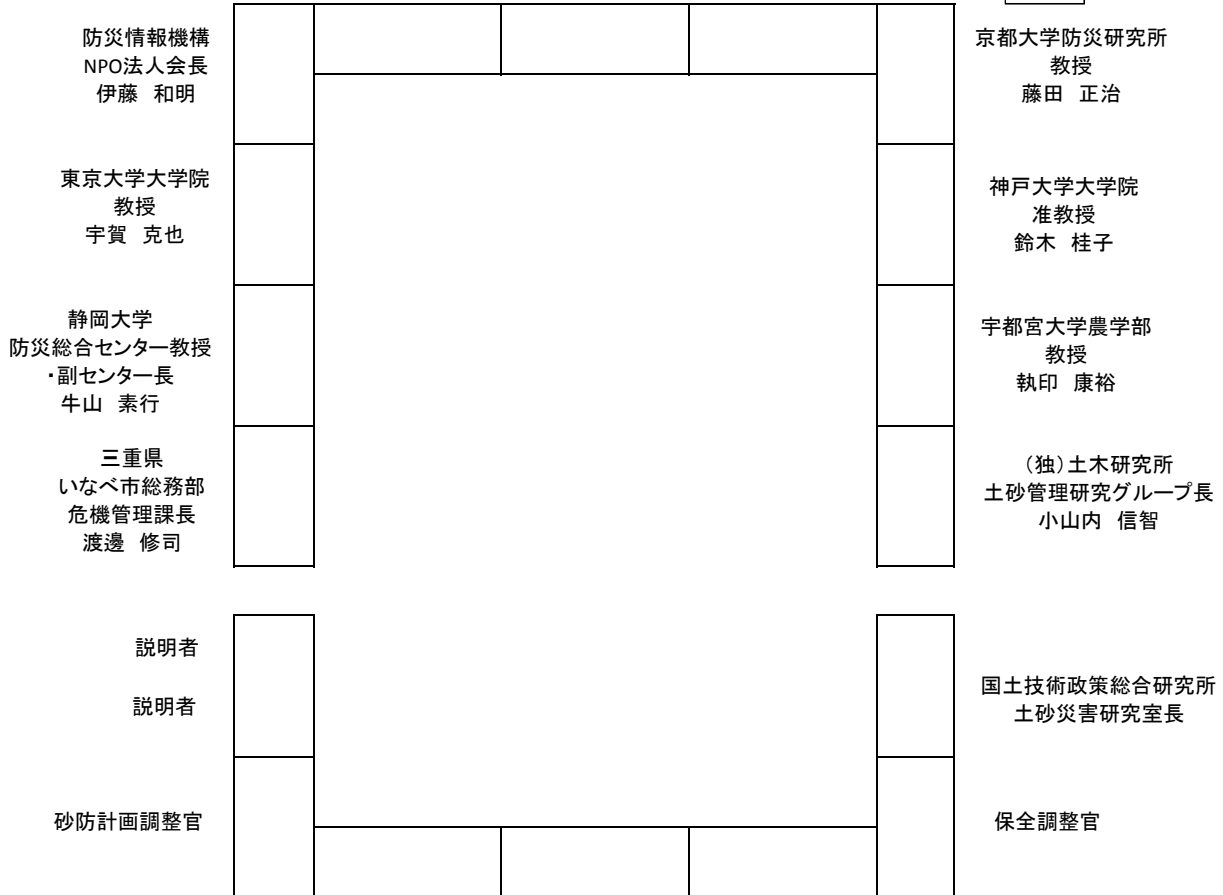 防災情報機構
NPO法人会長
伊藤　和明
東京大学大学院
教授
宇賀　克也
静岡大学
防災総合センター教授
・副センター長
牛山　素行
三重県
いなべ市総務部
危機管理課長
渡邊　修司
説明者
説明者
砂防計画調整官
京都大学防災研究所
教授
藤田　正治
神戸大学大学院
准教授
鈴木　桂子
宇都宮大学農学部
教授
執印　康裕
（独）土木研究所
土砂管理研究グループ長
小山内　信智
国土技術政策総合研究所
土砂災害研究室長
保全調整官